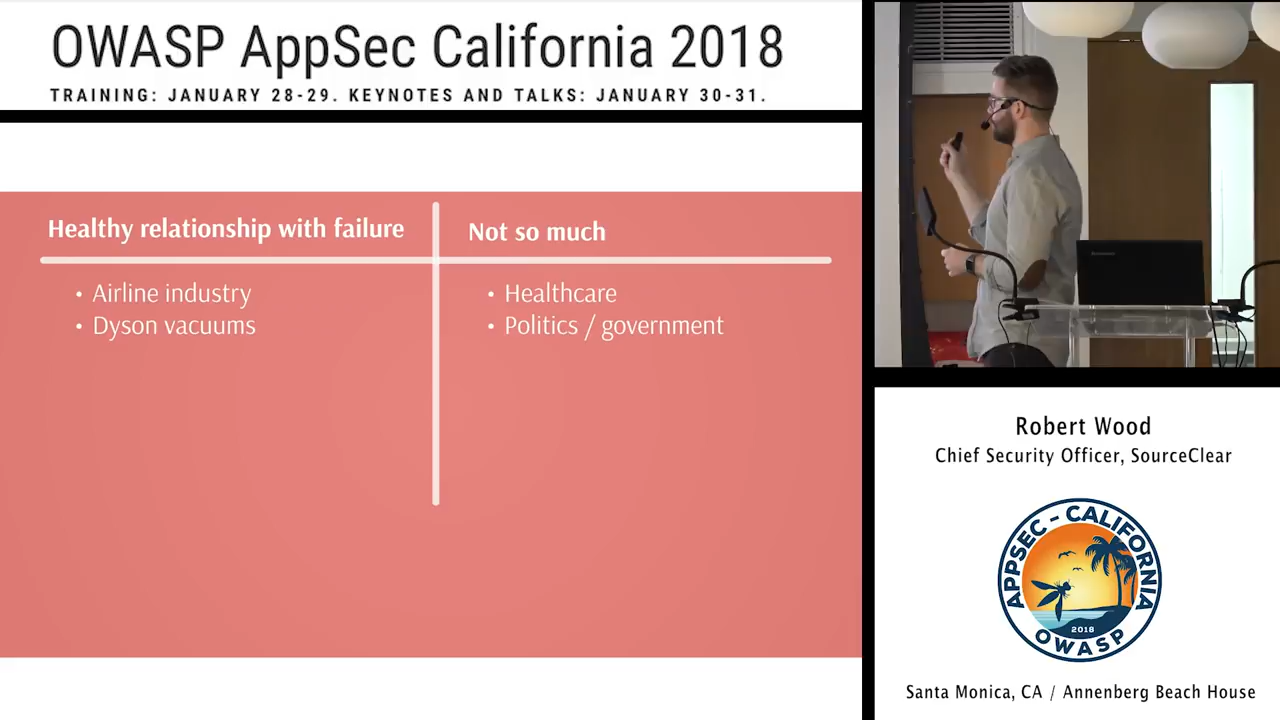 OWASP AppSec California 2018
TRAINING: JANUARY 28-29. KEYNOTES AND TALKS: JANUARY 30-31.
Healthy relationship with failure
Not so much
• Airline industry
• Dyson vacuums
• Healthcare
• Politics / government
Robert Wood
Chief Security Officer, SourceClear
APPSEC - CALIFORNIA
2018
OWASP
Santa Monica, CA / Annenberg Beach House